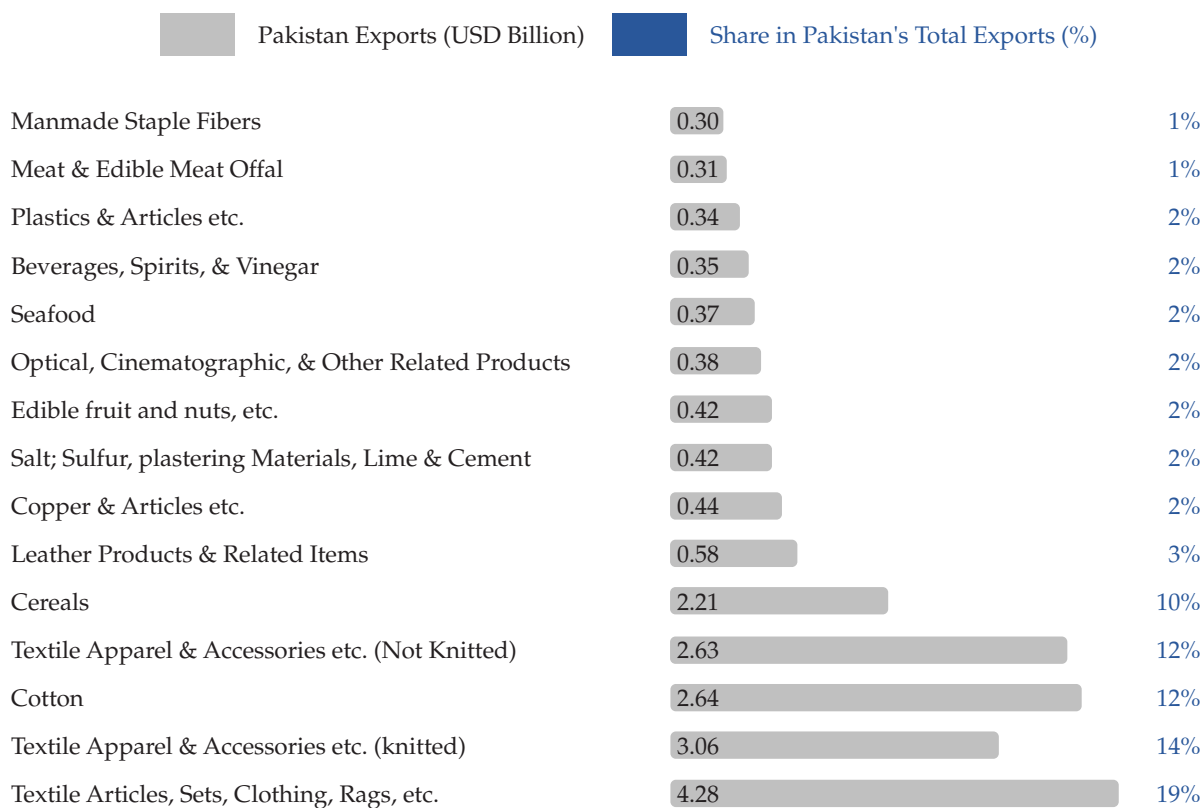 Pakistan Exports (USD Billion) Share in Pakistan's Total Exports (%)
Manmade Staple Fibers 0.30 1%
Meat & Edible Meat Offal 0.31 1%
Plastics & Articles etc. 0.34 2%
Beverages, Spirits, & Vinegar 0.35 2%
Seafood 0.37 2%
Optical, Cinematographic, & Other Related Products 0.38 2%
Edible fruit and nuts, etc. 0.42 2%
Salt; Sulfur, plastering Materials, Lime & Cement 0.42 2%
Copper & Articles etc. 0.44 2%
Leather Products & Related Items 0.58 3%
Cereals 2.21 10%
Textile Apparel & Accessories etc. (Not Knitted) 2.63 12%
Cotton 2.64 12%
Textile Apparel & Accessories etc. (knitted) 3.06 14%
Textile Articles, Sets, Clothing, Rags, etc. 4.28 19%